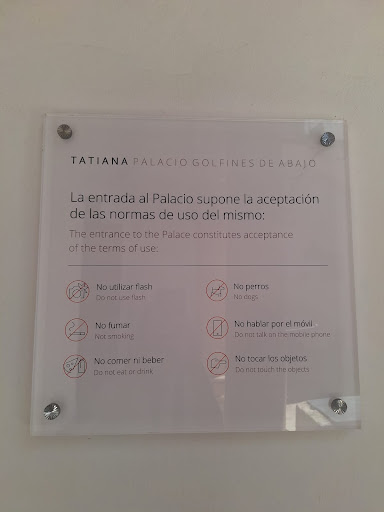 TATIANA PALACIO GOLFINES DE ABAJO
La entrada al Palacio supone la aceptación
de las normas de uso del mismo:
The entrance to the Palace constitutes acceptance
of the terms of use:
No utilizar flash
Do not use flash
No fumar
Not smoking
No comer ni beber
Do not eat or drink
No perros
No dogs
No hablar por el móvil
Do not talk on the mobile phone
No tocar los objetos
Do not touch the objects